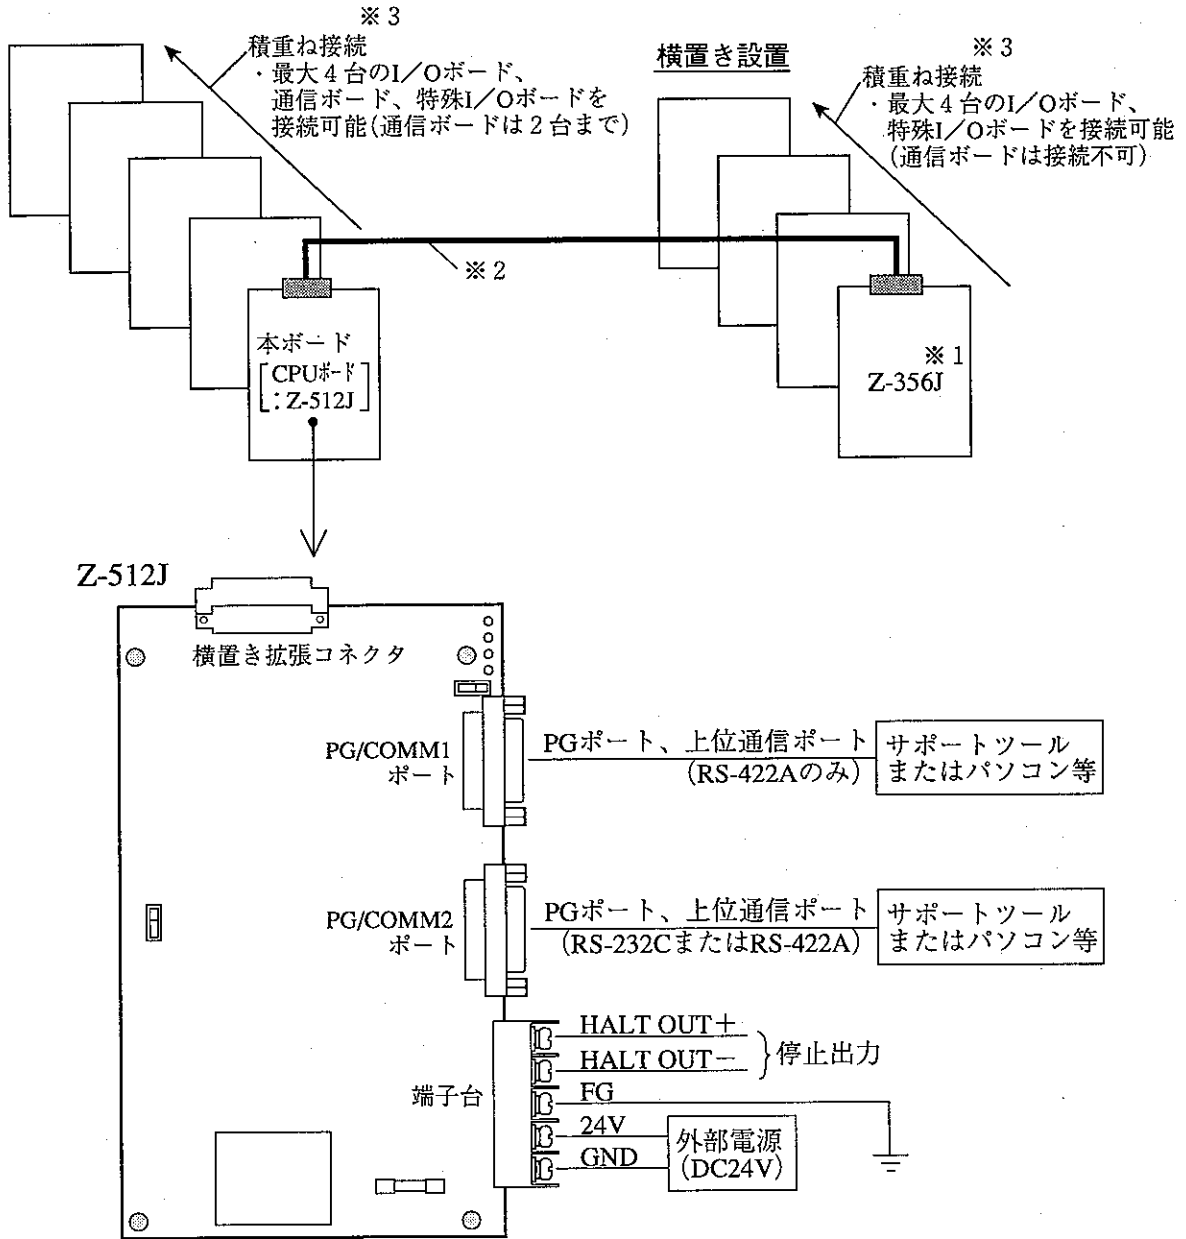 ※3
積重ね接続
・最大4台のI/Oボード、
通信ボード、特殊I/Oボードを
接続可能(通信ボードは2台まで)
横置き設置
※3
積重ね接続
・最大4台のI/Oボード、
特殊I/Oボードを接続可能
(通信ボードは接続不可)
※2
本ボード
[CPUボード
:Z-512J]
※1
Z-356J
Z-512J
横置き拡張コネクタ
PG/COMM1
ポート
PGポート、上位通信ポート
(RS-422Aのみ)
サポートツール
またはパソコン等
PG/COMM2
ポート
PGポート、上位通信ポート
(RS-232CまたはRS-422A)
サポートツール
またはパソコン等
端子台
HALT OUT+
HALT OUT-
停止出力
FG
24V
GND
外部電源
(DC24V)